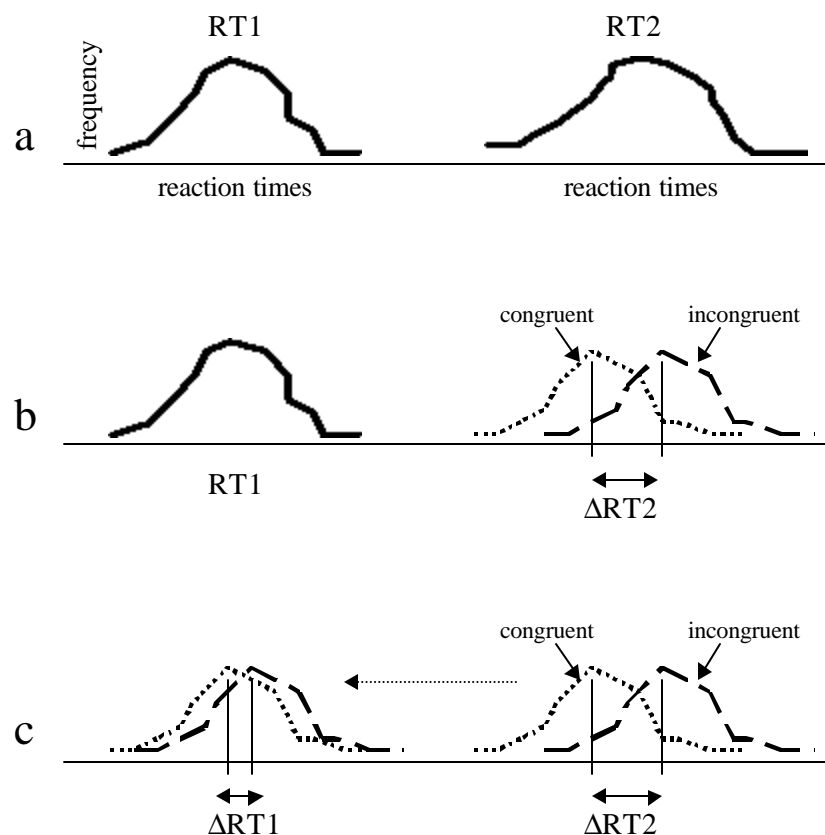 RT1
RT2
frequency
a
reaction times
reaction times
congruent
incongruent
b
RT1
ΔRT2
congruent
incongruent
c
ΔRT1
ΔRT2